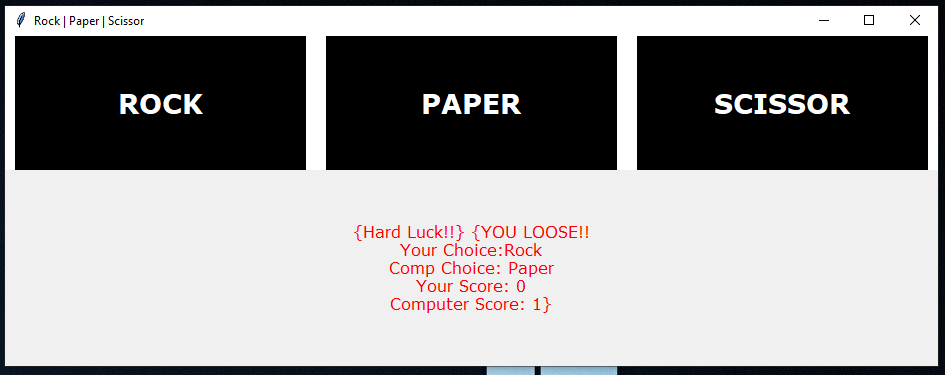 Rock | Paper | Scissor
ROCK
PAPER
SCISSOR
{Hard Luck!!} {YOU LOOSE!!
Your Choice:Rock
Comp Choice: Paper
Your Score: 0
Computer Score: 1}